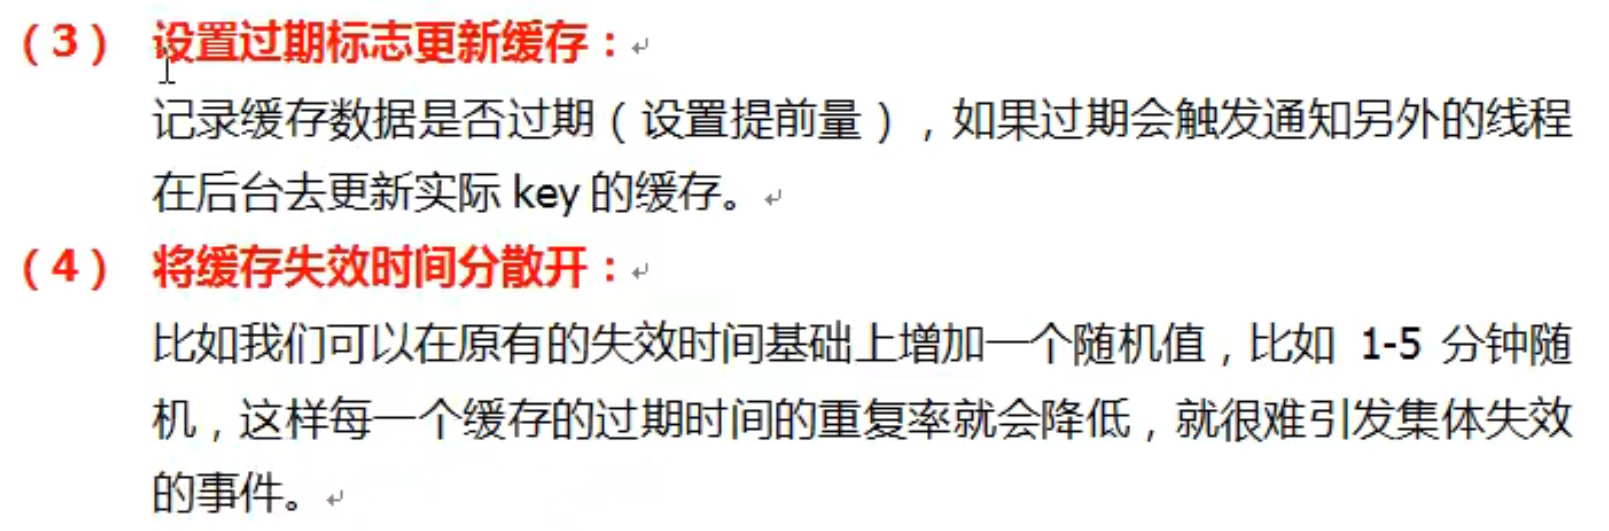 （3） 设置过期标志更新缓存：
记录缓存数据是否过期（设置提前量），如果过期会触发通知另外的线程
在后台去更新实际 key 的缓存。
（4） 将缓存失效时间分散开：
比如我们可以在原有的失效时间基础上增加一个随机值，比如 1-5 分钟随
机，这样每一个缓存的过期时间的重复率就会降低，就很难引发集体失效
的事件。